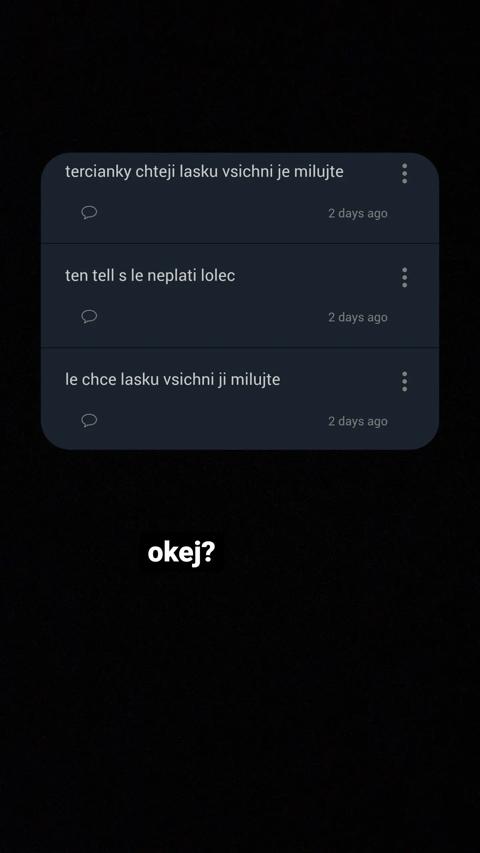 tercianky chteji lasku vsichni je milujte
2 days ago
ten tell s le neplati lolec
2 days ago
le chce lasku vsichni ji milujte
2 days ago
okej?